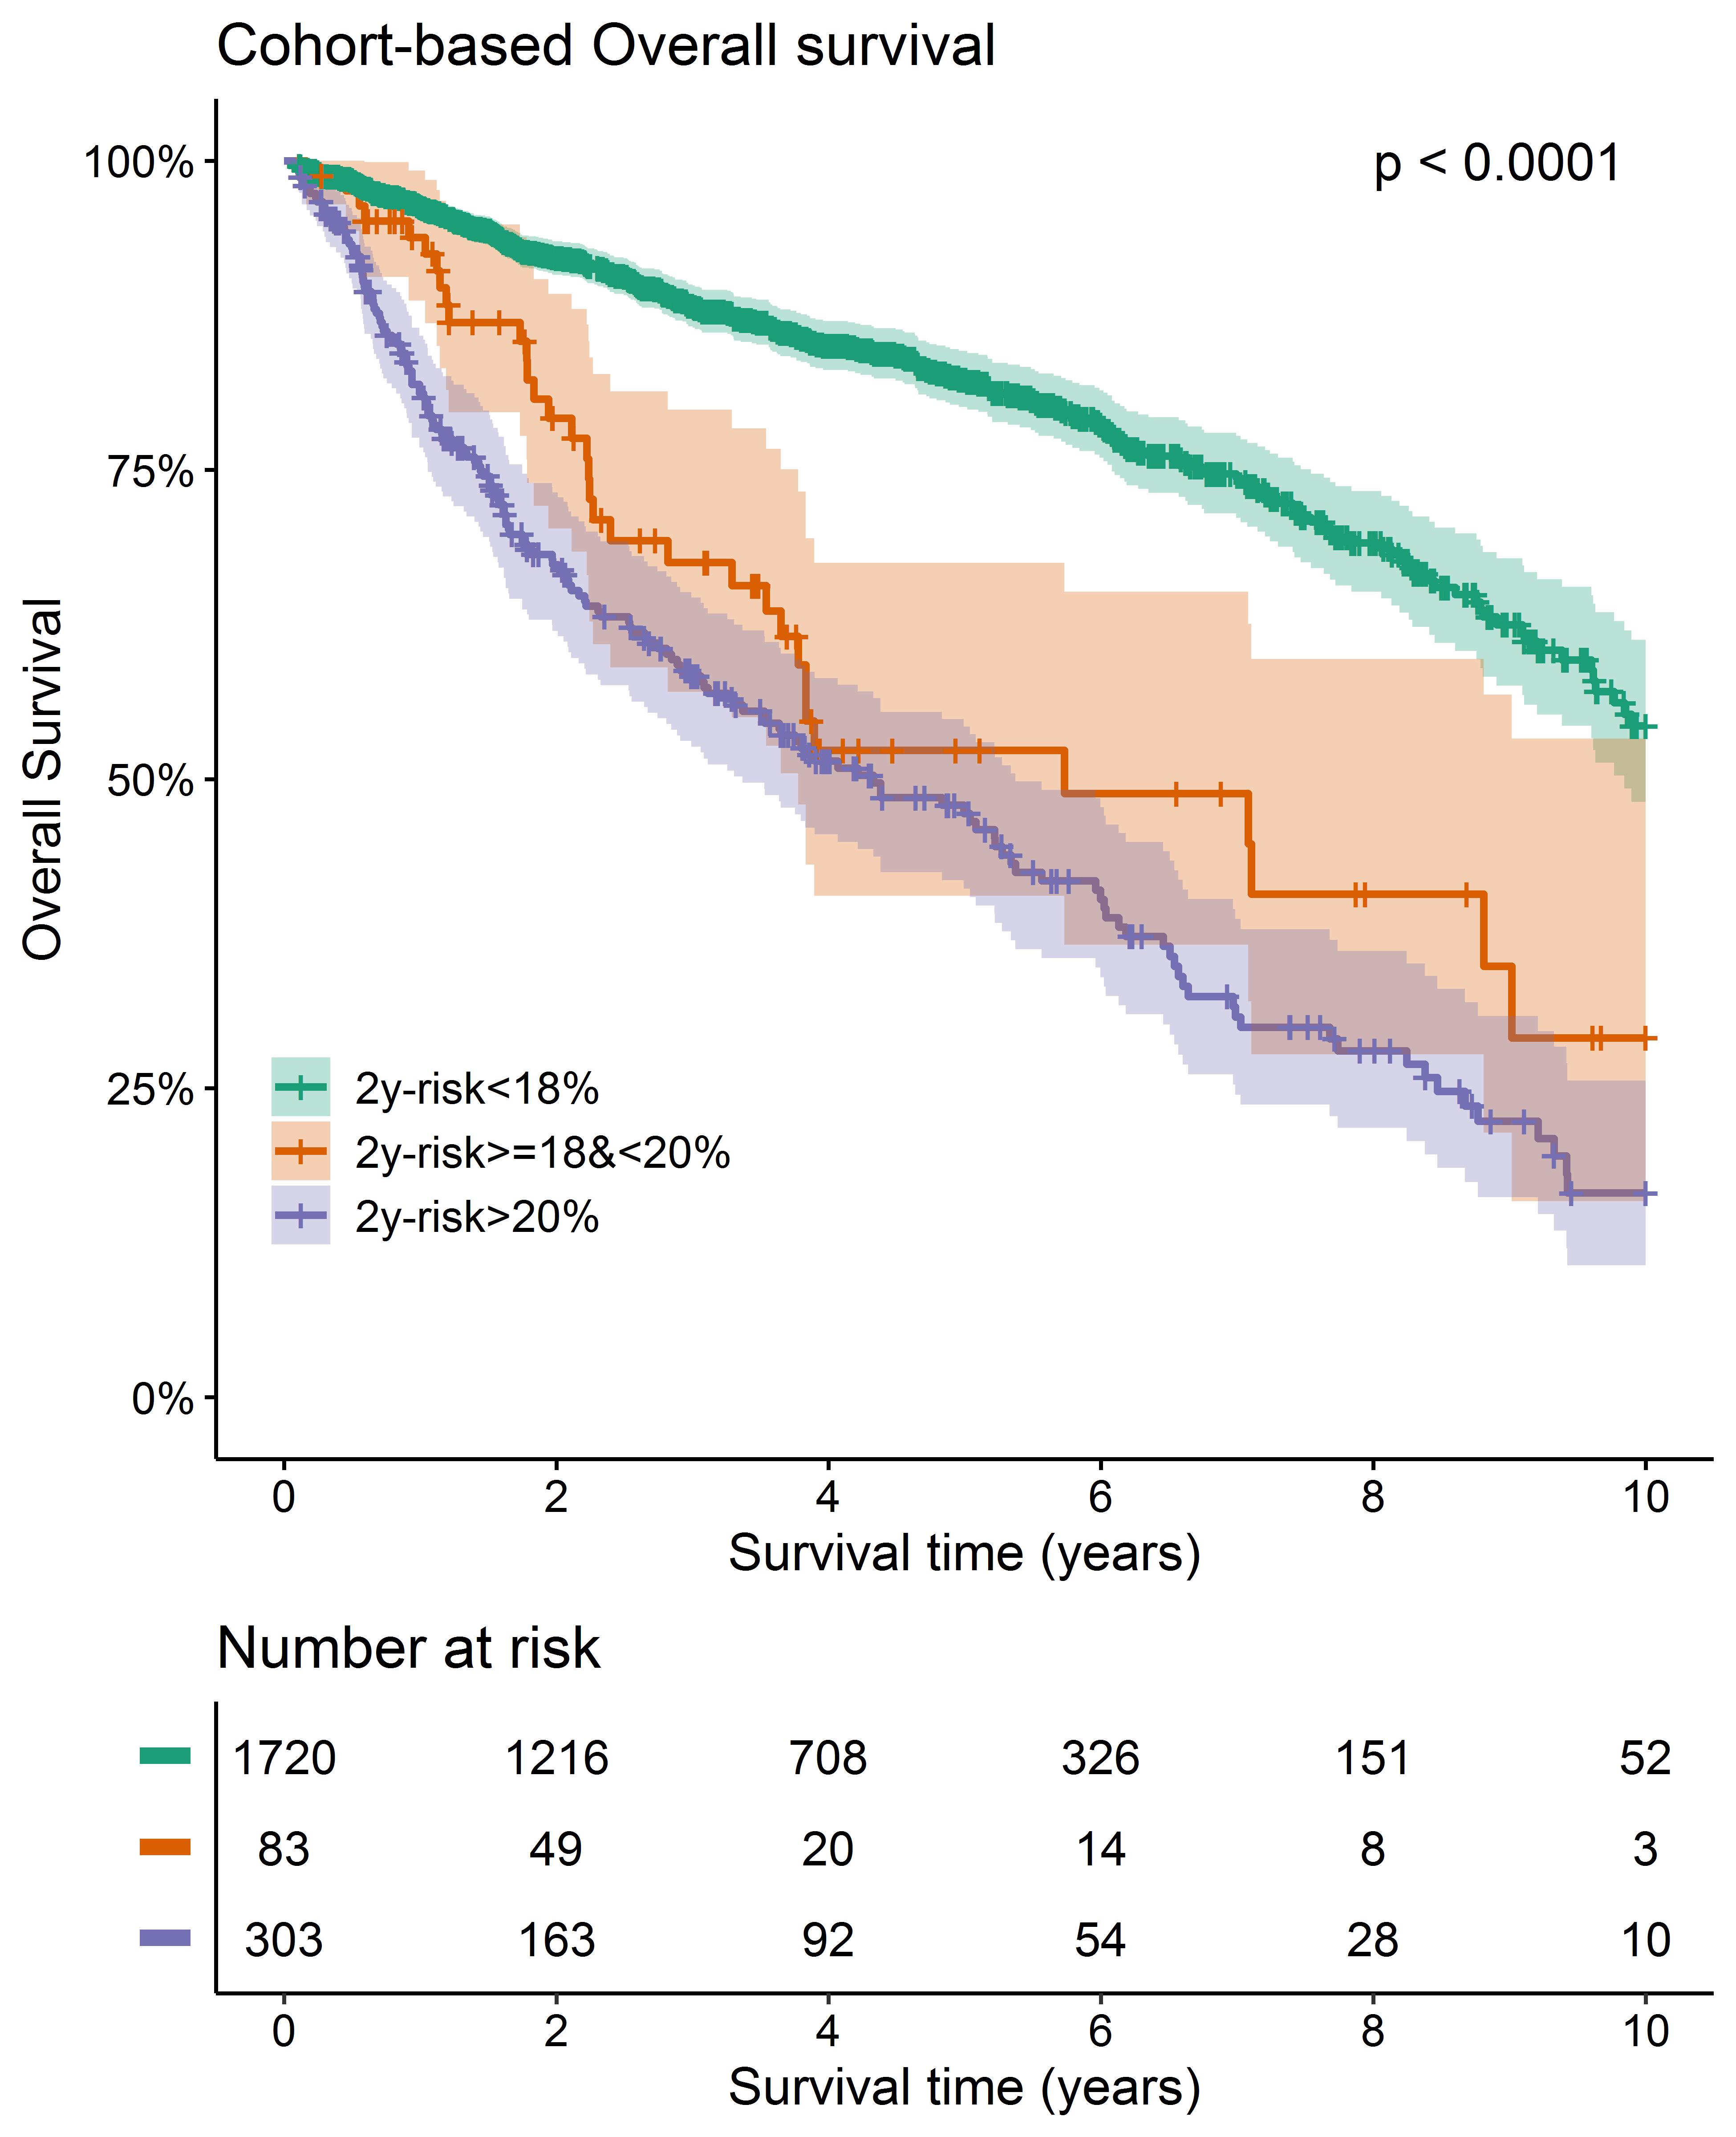 Cohort-based Overall survival
p < 0.0001
100%
75%
50%
25%
0%
Overall Survival
2y-risk<18%
2y-risk>=18&<20%
2y-risk>20%
0 2 4 6 8 10
Survival time (years)
Number at risk
1720 1216 708 326 151 52
83 49 20 14 8 3
303 163 92 54 28 10
0 2 4 6 8 10
Survival time (years)